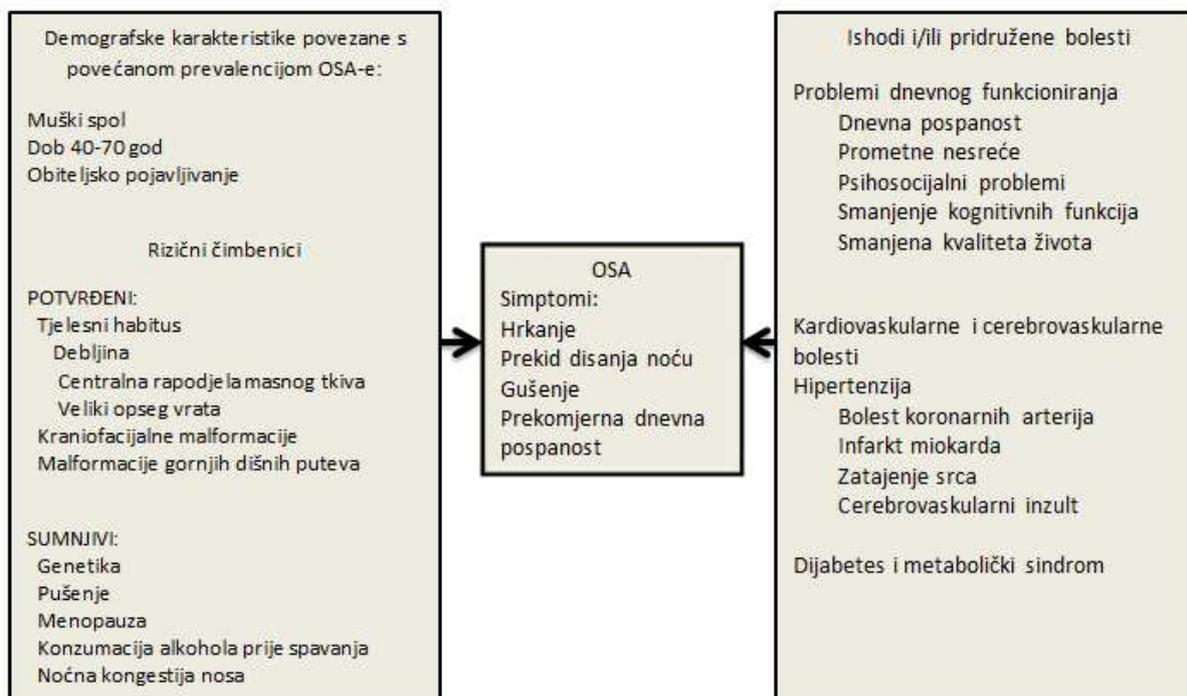 Demografske karakteristike povezane s
povećanom prevalencijom OSA-e:
Muški spol
Dob 40-70 god
Obiteljsko pojavljivanje
Rizični čimbenici
POTVRĐENI:
Tjelesni habitus
Debljina
Centralna rapodjela masnog tkiva
Veliki opseg vrata
Kraniofacijalne malformacije
Malformacije gornjih dišnih puteva
SUMNJIVI:
Genetika
Pušenje
Menopauza
Konzumacija alkohola prije spavanja
Noćna kongestija nosa
OSA
Simptomi:
Hrkanje
Prekid disanja noću
Gušenje
Prekomjerna dnevna
pospanost
Ishodi i/ili pridružene bolesti
Problemi dnevnog funkcioniranja
Dnevna pospanost
Prometne nesreće
Psihosocijalni problemi
Smanjenje kognitivnih funkcija
Smanjena kvaliteta života
Kardiovaskularne i cerebrovaskularne
bolesti
Hipertenzija
Bolest koronarnih arterija
Infarkt miokarda
Zatajenje srca
Cerebrovaskularni inzult
Dijabetes i metabolički sindrom